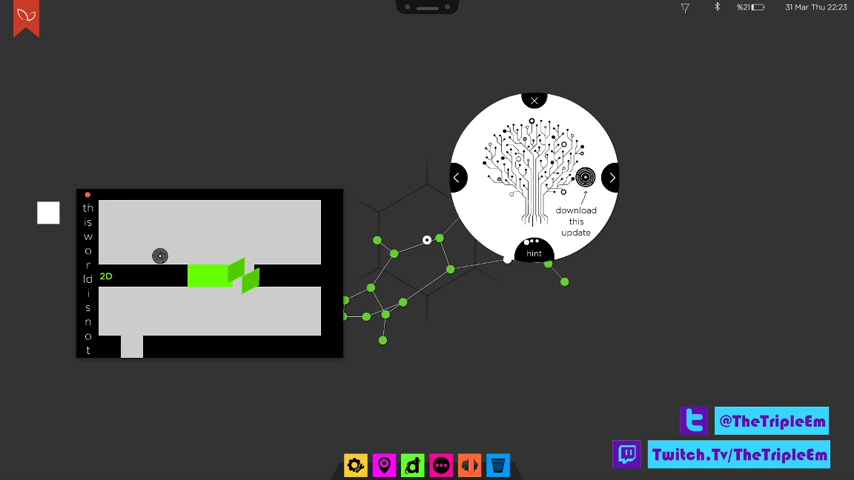 %21
31 Mar Thu 22:23
download
this
update
hint
th
is
w
o
r
ld
i
s
n
o
t
2D
@TheTripleEm
Twitch.Tv/TheTripleEm